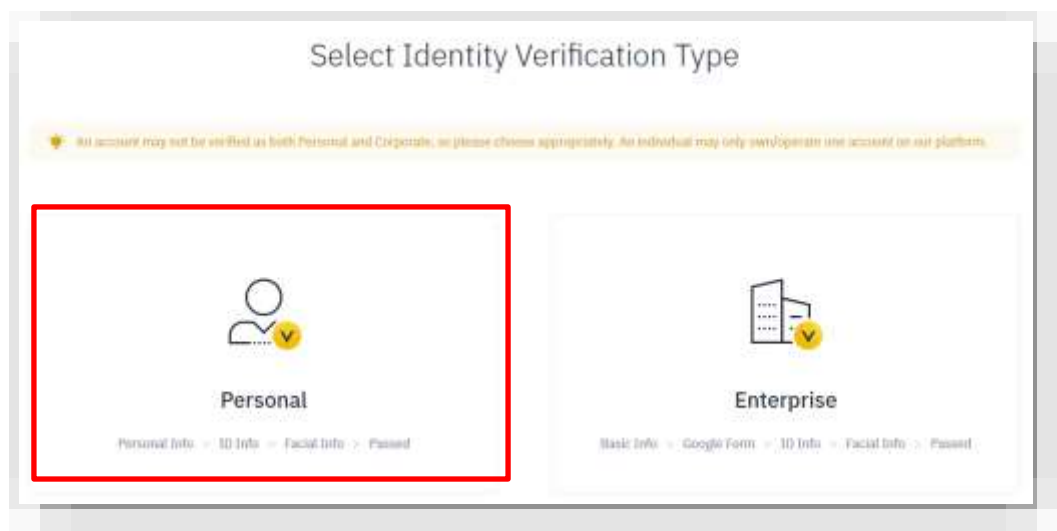 Select Identity Verification Type
An account may not be verified as both Personal and Corporate, so please choose appropriately. An individual may only own/operate one account on our platform.
Personal
Personal Info > ID Info > Facial Info > Passed
Enterprise
Basic Info > Google Form > ID Info > Facial Info > Passed